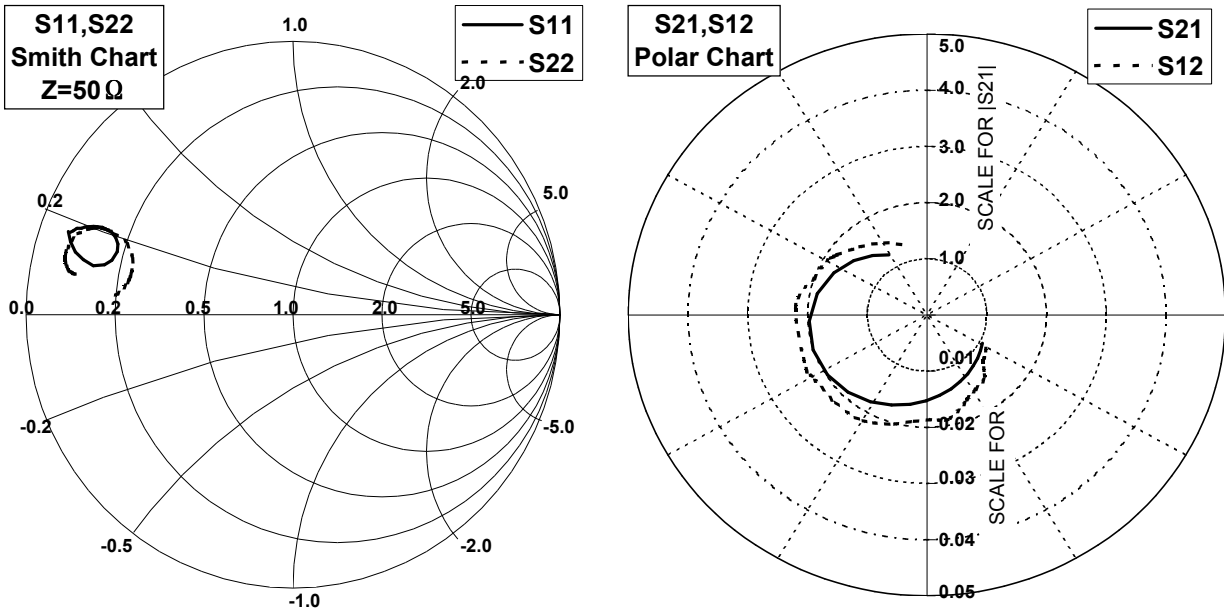 S11,S22
Smith Chart
Z=50 Ω
S11
S22
1.0
2.0
5.0
0.2
0.0
0.2
0.5
1.0
2.0
5.0
-0.2
-5.0
-0.5
-2.0
-1.0
S21,S12
Polar Chart
S21
S12
5.0
4.0
3.0
2.0
1.0
SCALE FOR |S21|
0.01
0.02
0.03
0.04
0.05
SCALE FOR